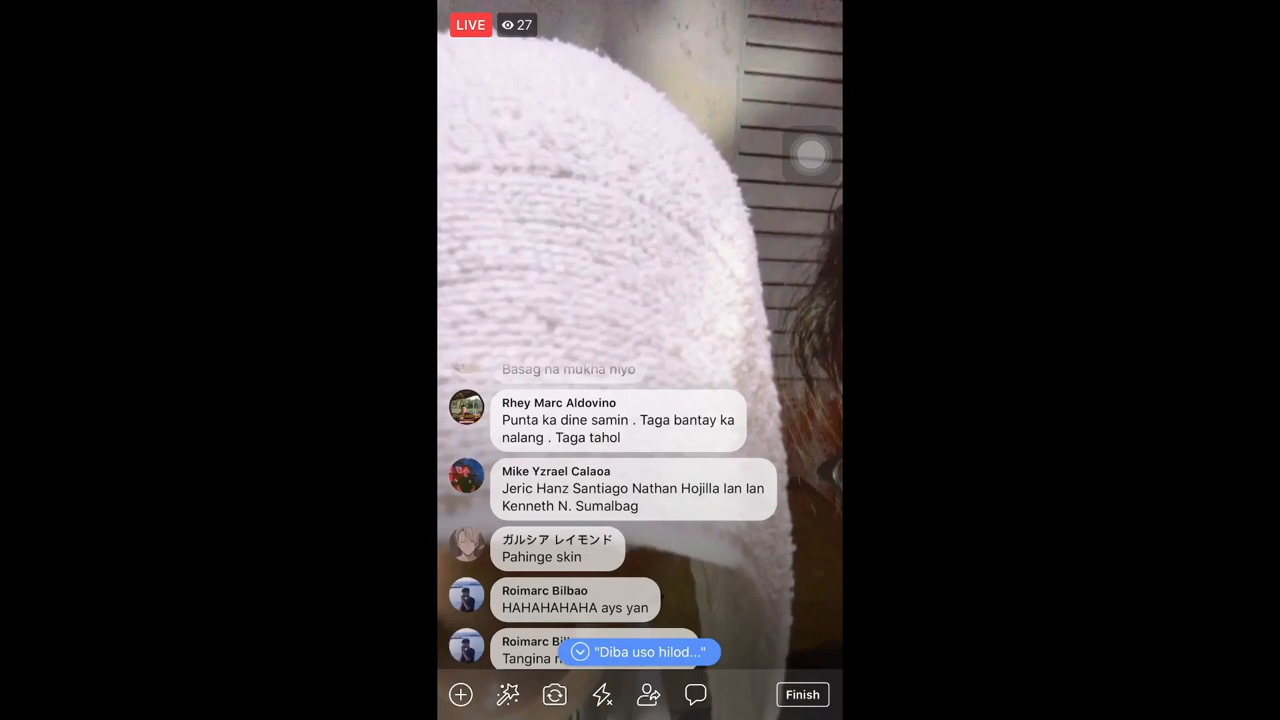 LIVE
27
Basag na mukha niyo
Rhey Marc Aldovino
Punta ka dine samin . Taga bantay ka
nalang . Taga tahol
Mike Yzrael Calaoa
Jeric Hanz Santiago Nathan Hojilla Ian Ian
Kenneth N. Sumalbag
ガルシア レイモンド
Pahinge skin
Roimarc Bilbao
HAHAHAHAHA ays yan
Roimarc
Tangina
"Diba uso hilod..."
Finish